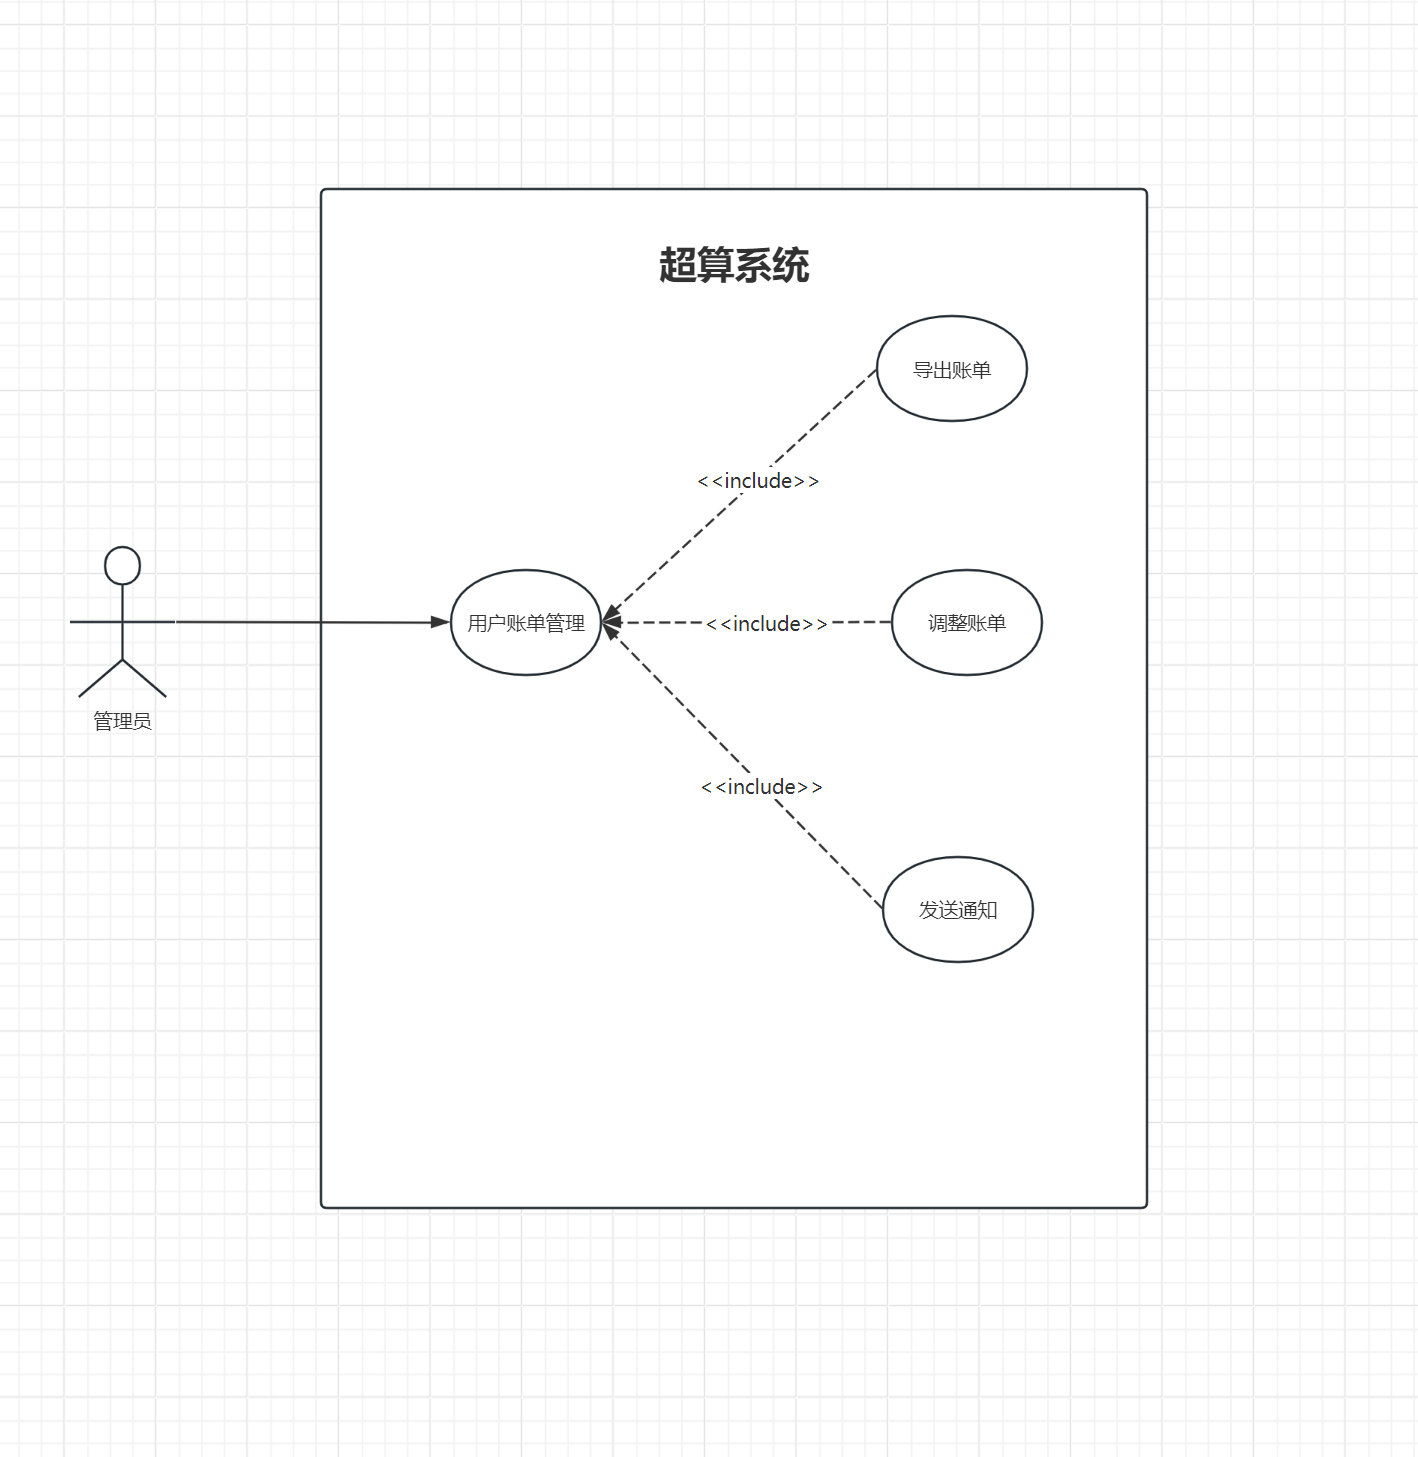 超算系统
导出账单
<<include>>
用户账单管理
<<include>>
调整账单
管理员
<<include>>
发送通知